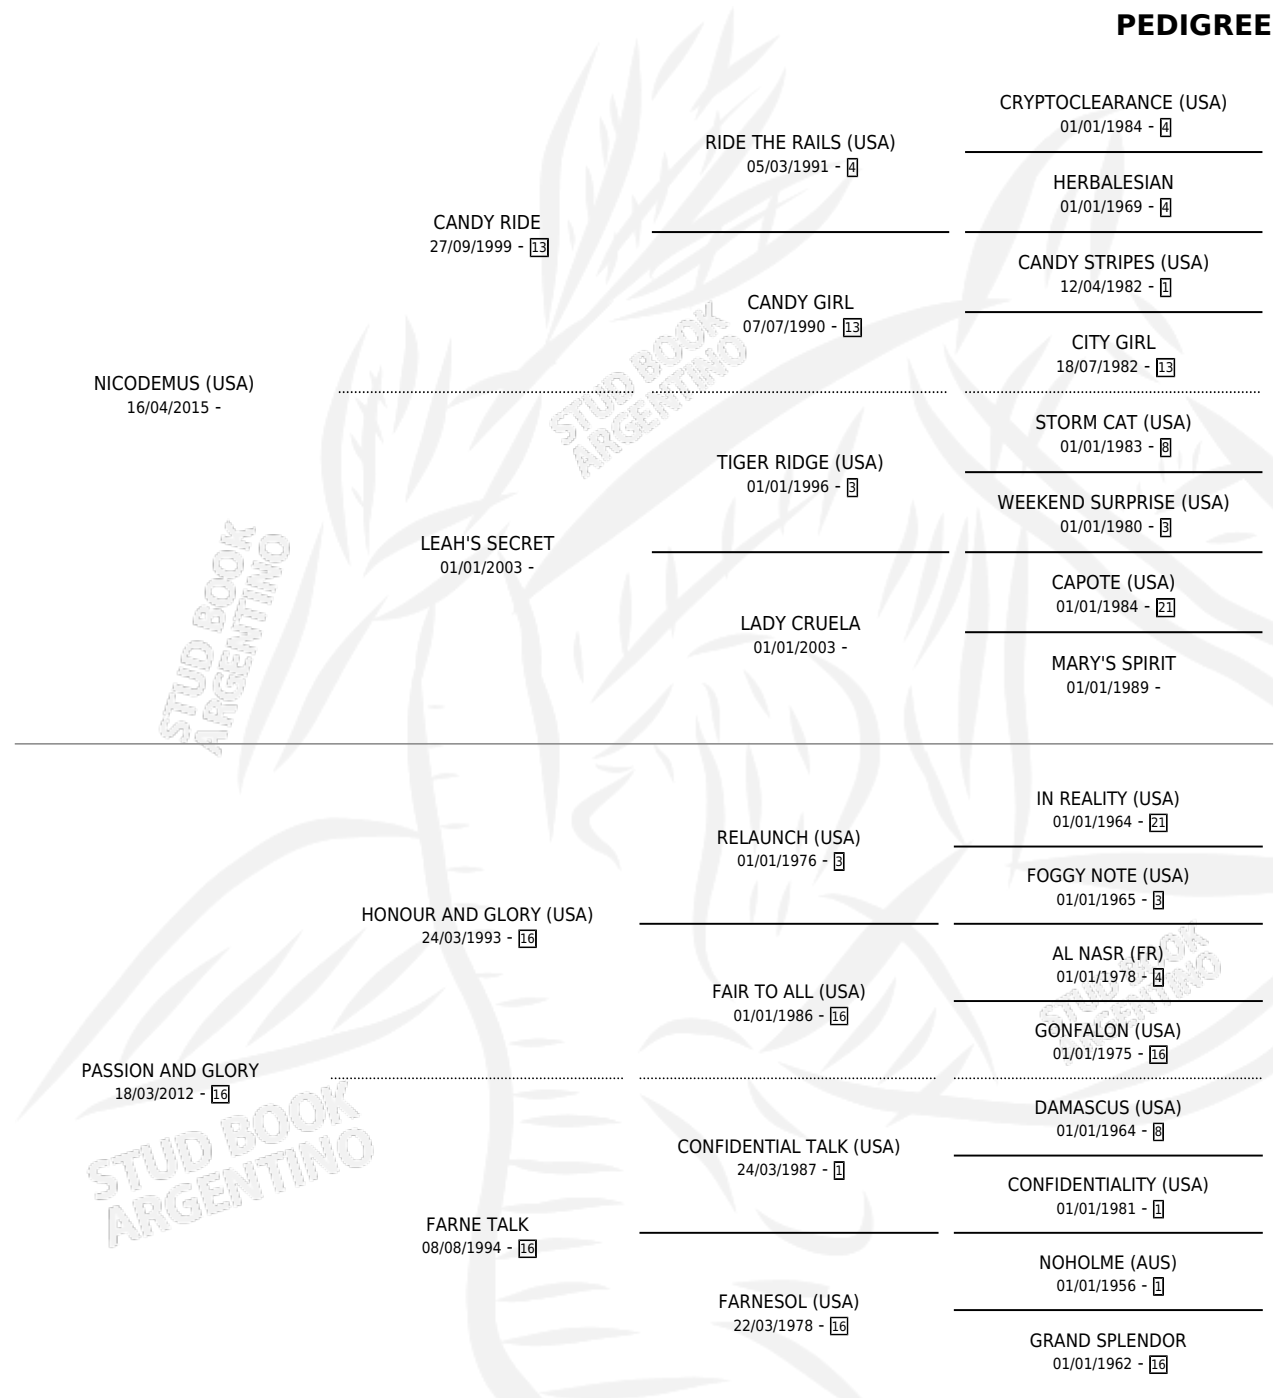 PEDIGREE
CRYPTOCLEARANCE (USA)
01/01/1984 - 4
RIDE THE RAILS (USA)
05/03/1991 - 4
HERBALESIAN
01/01/1969 - 4
CANDY RIDE
27/09/1999 - 13
CANDY STRIPES (USA)
12/04/1982 - 1
CANDY GIRL
07/07/1990 - 13
CITY GIRL
18/07/1982 - 13
NICODEMUS (USA)
16/04/2015 -
STORM CAT (USA)
01/01/1983 - 8
TIGER RIDGE (USA)
01/01/1996 - 3
WEEKEND SURPRISE (USA)
01/01/1980 - 3
LEAH'S SECRET
01/01/2003 -
CAPOTE (USA)
01/01/1984 - 21
LADY CRUELA
01/01/2003 -
MARY'S SPIRIT
01/01/1989 -
IN REALITY (USA)
01/01/1964 - 21
RELAUNCH (USA)
01/01/1976 - 3
FOGGY NOTE (USA)
01/01/1965 - 3
HONOUR AND GLORY (USA)
24/03/1993 - 16
AL NASR (FR)
01/01/1978 - 4
FAIR TO ALL (USA)
01/01/1986 - 16
GONFALON (USA)
01/01/1975 - 16
PASSION AND GLORY
18/03/2012 - 16
DAMASCUS (USA)
01/01/1964 - 8
CONFIDENTIAL TALK (USA)
24/03/1987 - 1
CONFIDENTIALITY (USA)
01/01/1981 - 1
FARNE TALK
08/08/1994 - 16
NOHOLME (AUS)
01/01/1956 - 1
FARNESOL (USA)
22/03/1978 - 16
GRAND SPLENDOR
01/01/1962 - 16
STUD BOOK
ARGENTINO
STUD BOOK
ARGENTINO
STUD BOOK
ARGENTINO
STUD BOOK
ARGENTINO